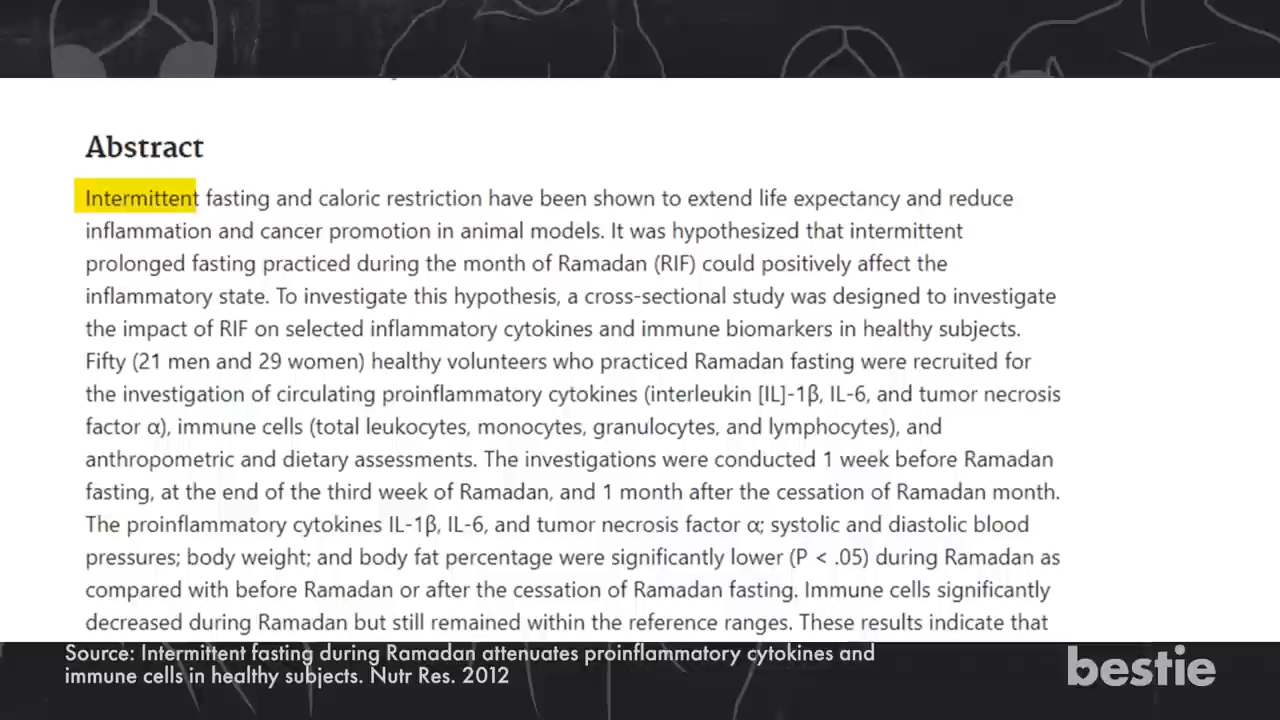 Abstract
Intermittent fasting and caloric restriction have been shown to extend life expectancy and reduce
inflammation and cancer promotion in animal models. It was hypothesized that intermittent
prolonged fasting practiced during the month of Ramadan (RIF) could positively affect the
inflammatory state. To investigate this hypothesis, a cross-sectional study was designed to investigate
the impact of RIF on selected inflammatory cytokines and immune biomarkers in healthy subjects.
Fifty (21 men and 29 women) healthy volunteers who practiced Ramadan fasting were recruited for
the investigation of circulating proinflammatory cytokines (interleukin [IL]-1β, IL-6, and tumor necrosis
factor α), immune cells (total leukocytes, monocytes, granulocytes, and lymphocytes), and
anthropometric and dietary assessments. The investigations were conducted 1 week before Ramadan
fasting, at the end of the third week of Ramadan, and 1 month after the cessation of Ramadan month.
The proinflammatory cytokines IL-1β, IL-6, and tumor necrosis factor α; systolic and diastolic blood
pressures; body weight; and body fat percentage were significantly lower (P < .05) during Ramadan as
compared with before Ramadan or after the cessation of Ramadan fasting. Immune cells significantly
decreased during Ramadan but still remained within the reference ranges. These results indicate that
Source: Intermittent fasting during Ramadan attenuates proinflammatory cytokines and
immune cells in healthy subjects. Nutr Res. 2012
bestie